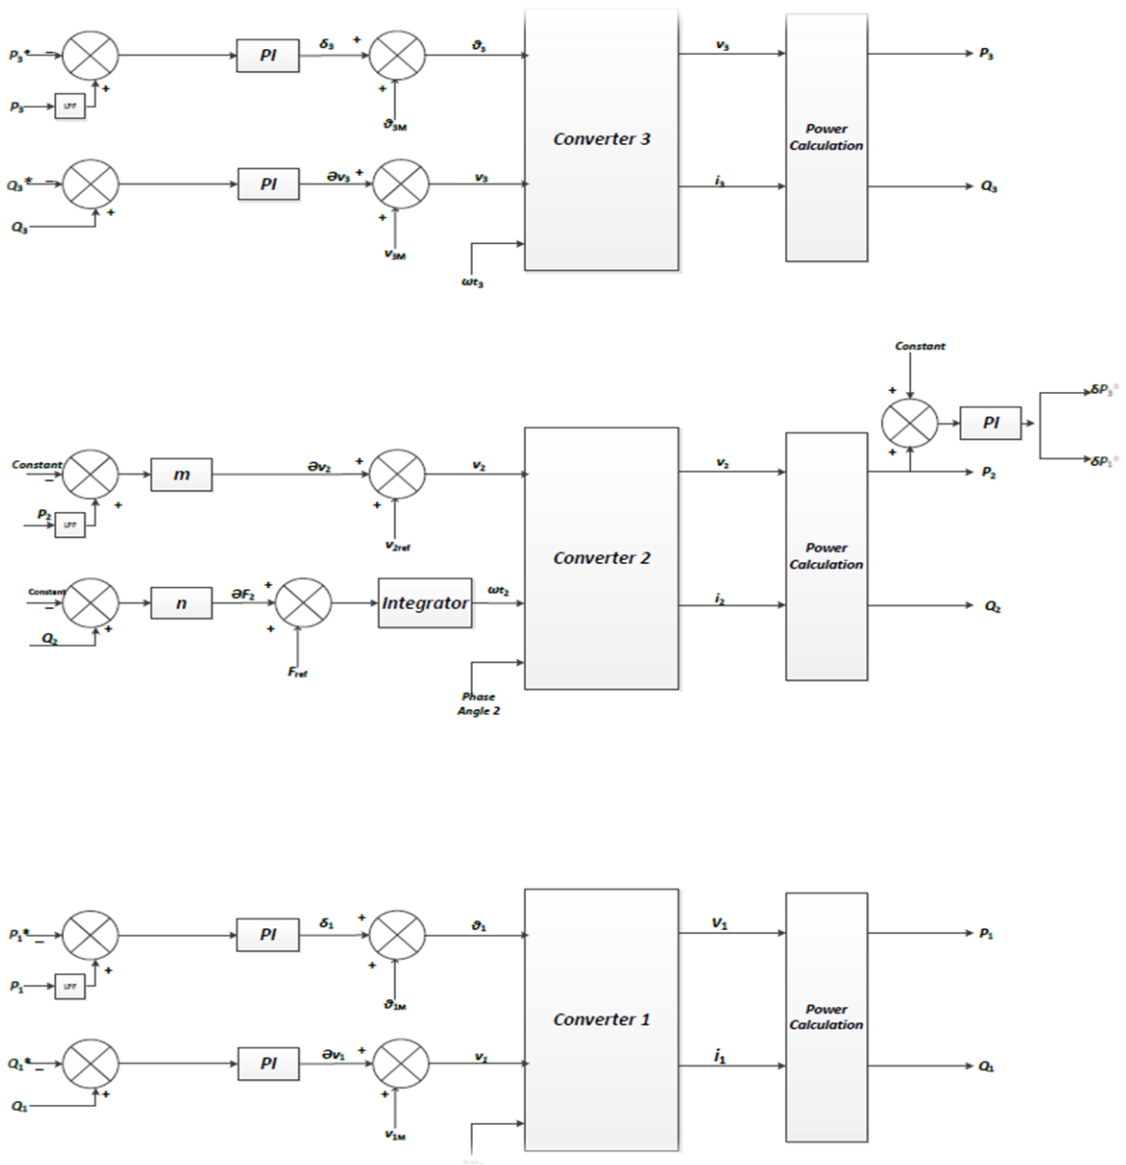 P₃* − PI δ₃ + ϑ₃ v₃ P₃
P₃ LPF + + ϑ₃M
Converter 3
Power
Calculation
Q₃* − PI ∂v₃ + v₃ i₃ Q₃
Q₃ + + v₃M
ωt₃
Constant
+ PI δP₃*
+ δP₁*
Constant − m ∂v₂ + v₂ v₂ P₂
P₂ LPF + + v₂ref
Converter 2
Power
Calculation
Constant − n ∂F₂ + Integrator ωt₂ i₂ Q₂
Q₂ + + Fref
Phase
Angle 2
P₁* − PI δ₁ + ϑ₁ V₁ P₁
P₁ LPF + + ϑ₁M
Converter 1
Power
Calculation
Q₁* − PI ∂v₁ + v₁ i₁ Q₁
Q₁ + + v₁M